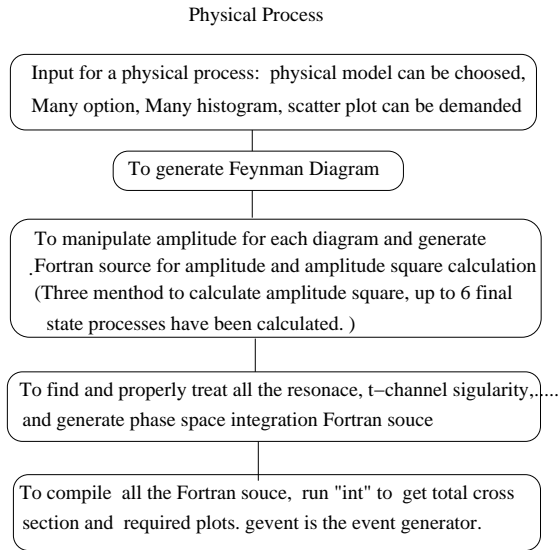 Physical Process
Input for a physical process: physical model can be choosed,
Many option, Many histogram, scatter plot can be demanded
To generate Feynman Diagram
To manipulate amplitude for each diagram and generate
.Fortran source for amplitude and amplitude square calculation
(Three menthod to calculate amplitude square, up to 6 final
state processes have been calculated. )
To find and properly treat all the resonace, t−channel sigularity,.....
and generate phase space integration Fortran souce
To compile all the Fortran souce, run "int" to get total cross
section and required plots. gevent is the event generator.